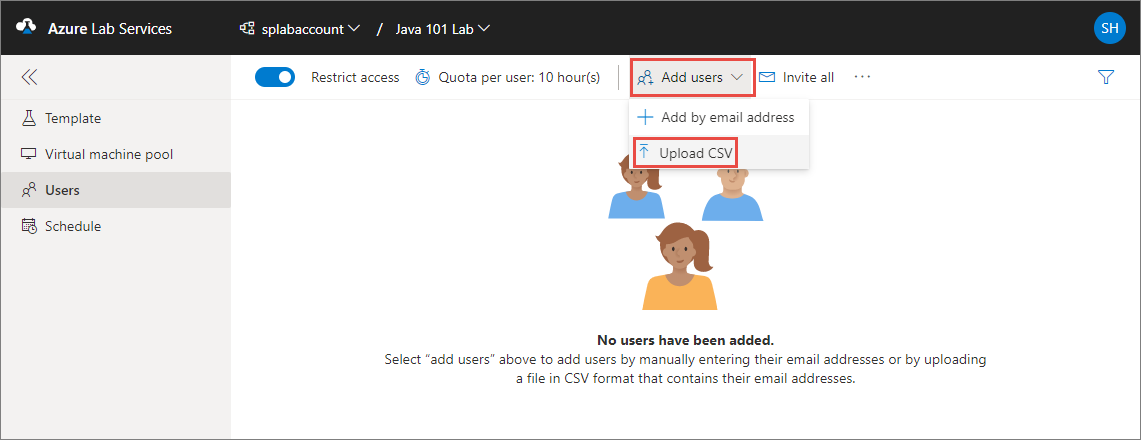 Azure Lab Services
splabaccount / Java 101 Lab
SH
Restrict access
Quota per user: 10 hour(s)
Add users
Invite all
Template
Virtual machine pool
Users
Schedule
Add by email address
Upload CSV
No users have been added.
Select “add users” above to add users by manually entering their email addresses or by uploading
a file in CSV format that contains their email addresses.